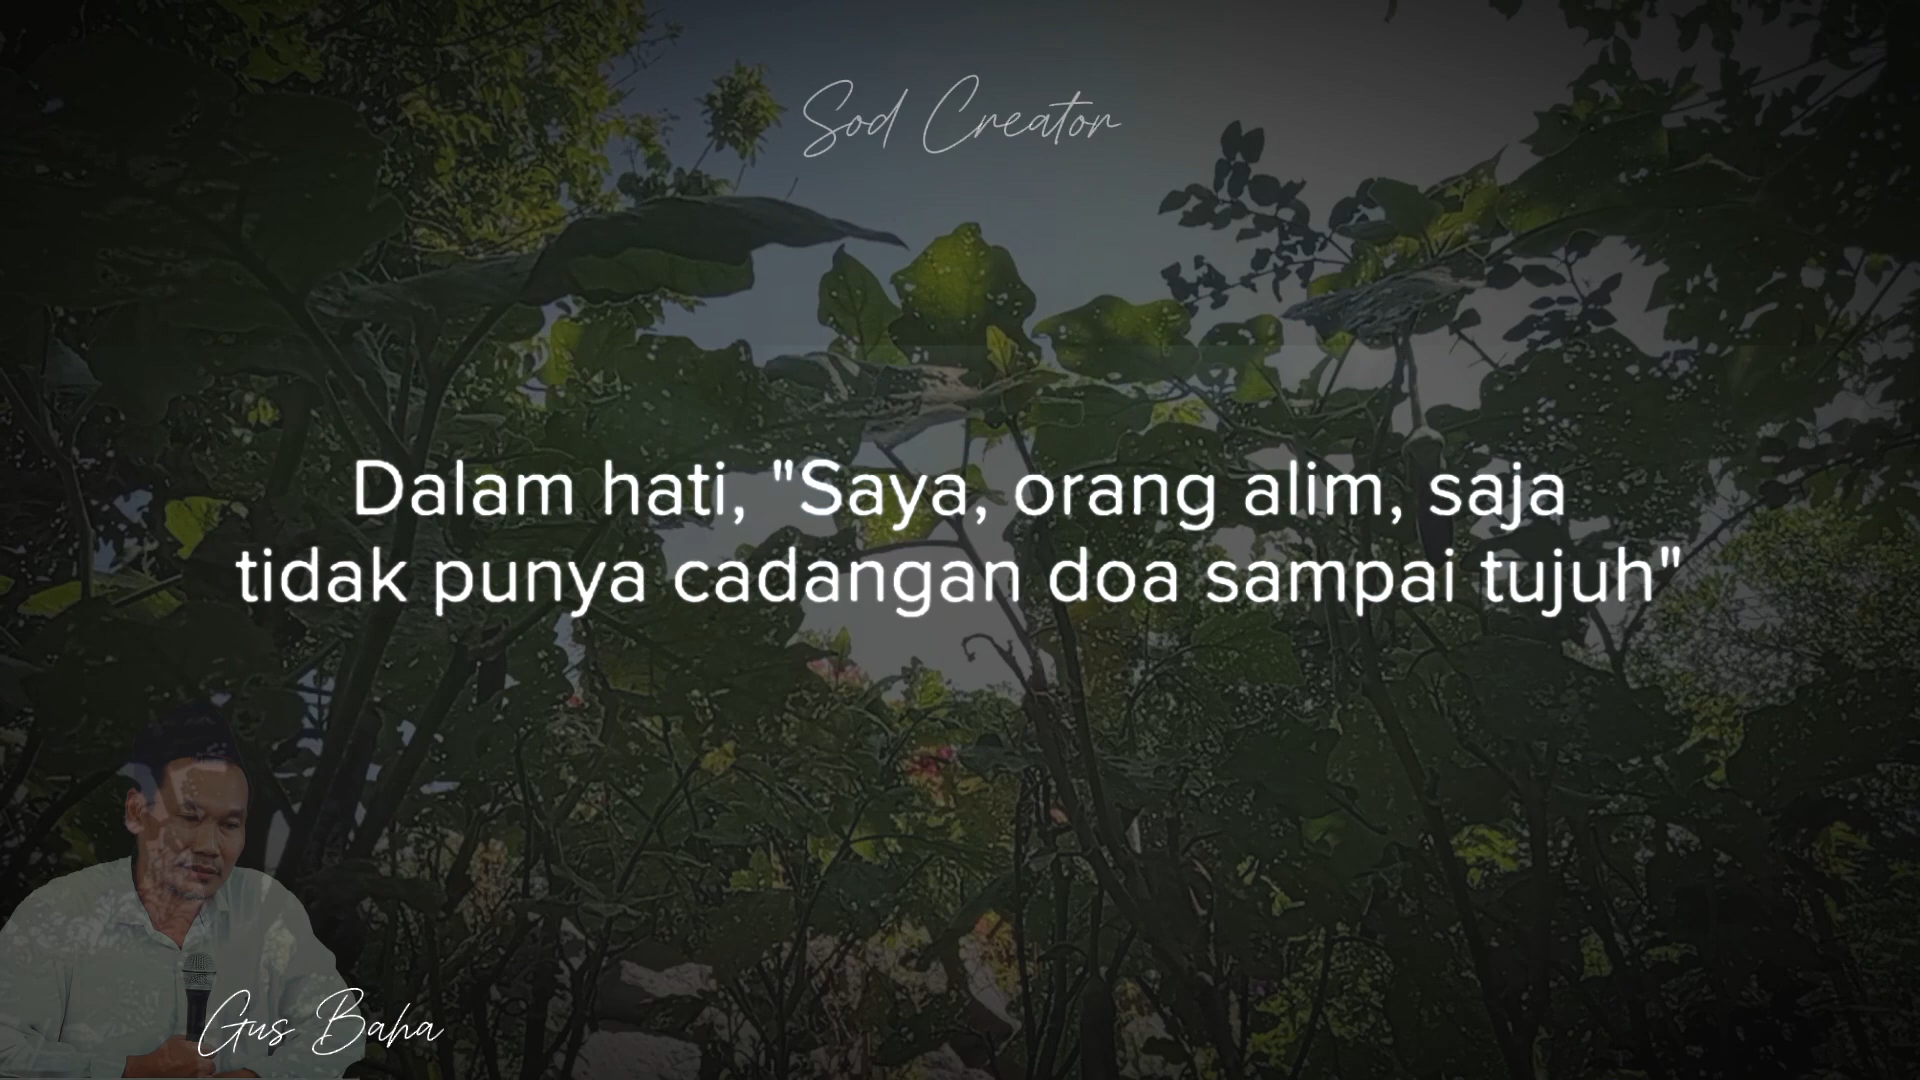 Sod Creator
Dalam hati, "Saya, orang alim, saja
tidak punya cadangan doa sampai tujuh"
Gus Baha